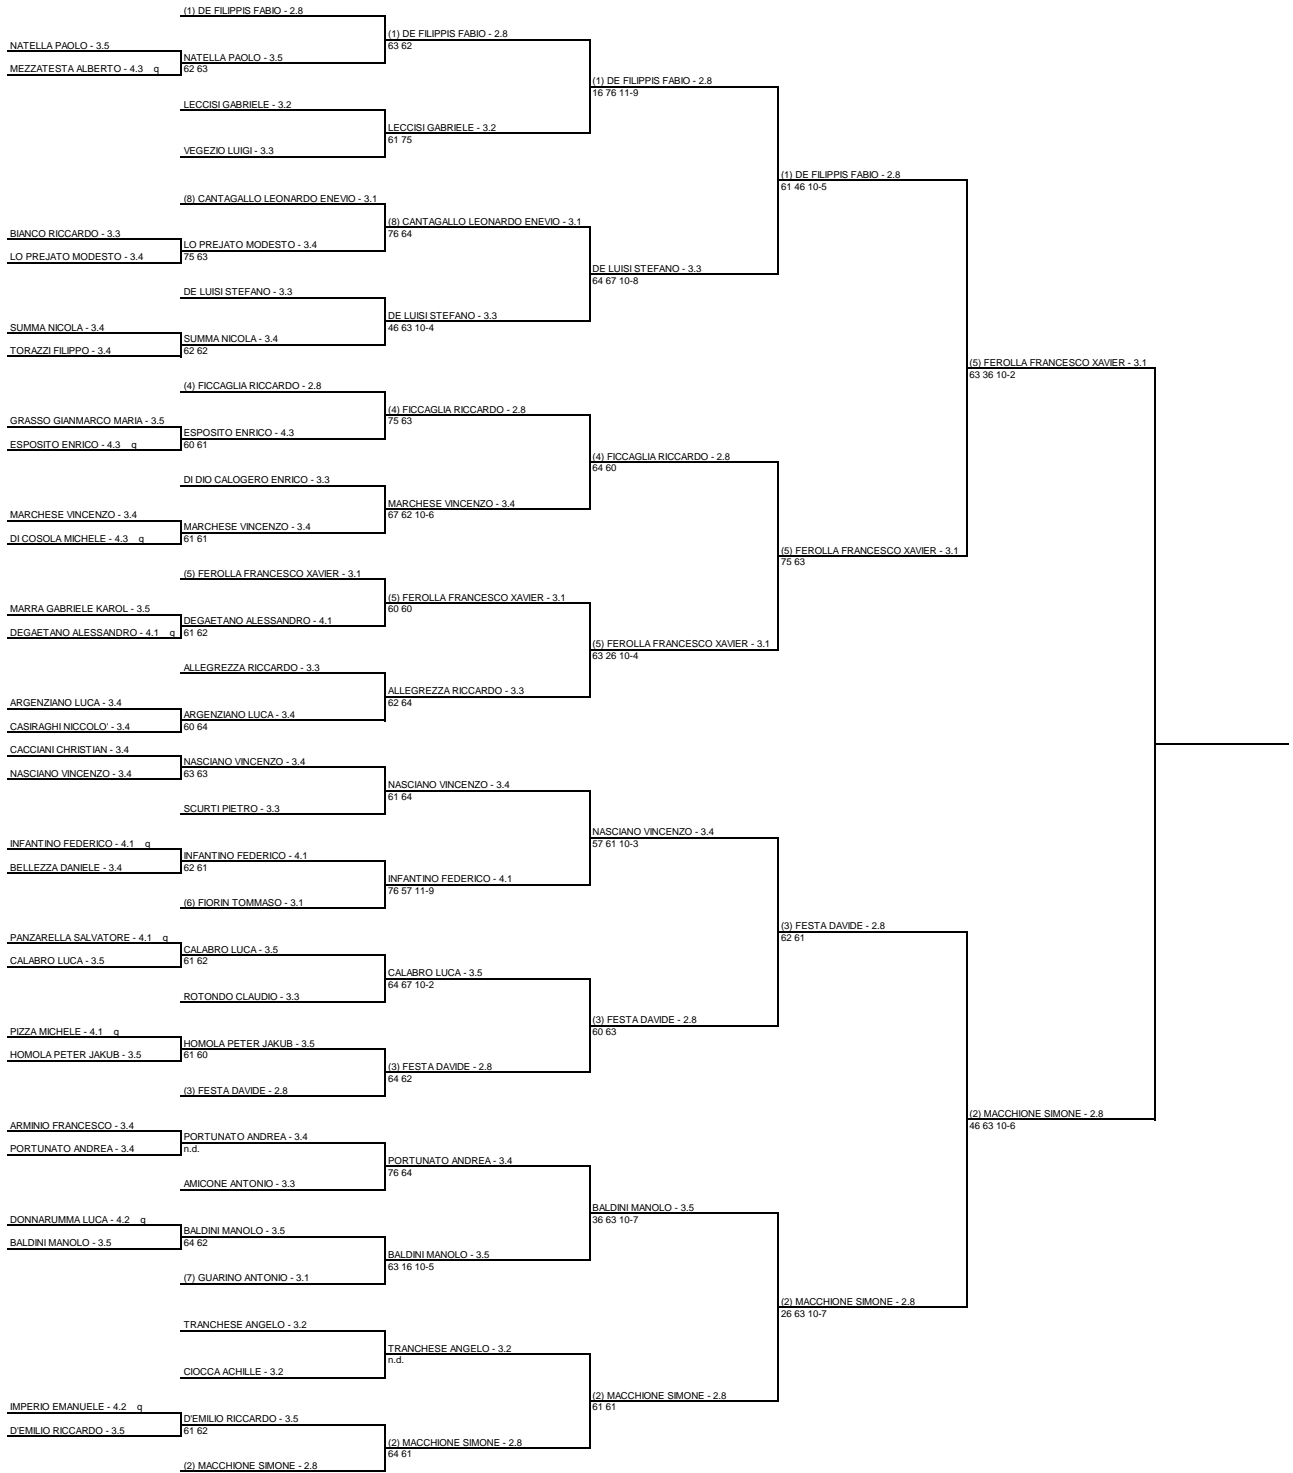 (1) DE FILIPPIS FABIO - 2.8
(1) DE FILIPPIS FABIO - 2.8
NATELLA PAOLO - 3.5
63 62
NATELLA PAOLO - 3.5
MEZZATESTA ALBERTO - 4.3 q
62 63
(1) DE FILIPPIS FABIO - 2.8
16 76 11-9
LECCISI GABRIELE - 3.2
LECCISI GABRIELE - 3.2
61 75
VEGEZIO LUIGI - 3.3
(1) DE FILIPPIS FABIO - 2.8
61 46 10-5
(8) CANTAGALLO LEONARDO ENEVIO - 3.1
(8) CANTAGALLO LEONARDO ENEVIO - 3.1
76 64
BIANCO RICCARDO - 3.3
LO PREJATO MODESTO - 3.4
LO PREJATO MODESTO - 3.4
75 63
DE LUISI STEFANO - 3.3
64 67 10-8
DE LUISI STEFANO - 3.3
DE LUISI STEFANO - 3.3
46 63 10-4
SUMMA NICOLA - 3.4
SUMMA NICOLA - 3.4
TORAZZI FILIPPO - 3.4
62 62
(5) FEROLLA FRANCESCO XAVIER - 3.1
63 36 10-2
(4) FICCAGLIA RICCARDO - 2.8
(4) FICCAGLIA RICCARDO - 2.8
75 63
GRASSO GIANMARCO MARIA - 3.5
ESPOSITO ENRICO - 4.3
ESPOSITO ENRICO - 4.3 q
60 61
(4) FICCAGLIA RICCARDO - 2.8
64 60
DI DIO CALOGERO ENRICO - 3.3
MARCHESE VINCENZO - 3.4
67 62 10-6
MARCHESE VINCENZO - 3.4
MARCHESE VINCENZO - 3.4
DI COSOLA MICHELE - 4.3 q
61 61
(5) FEROLLA FRANCESCO XAVIER - 3.1
75 63
(5) FEROLLA FRANCESCO XAVIER - 3.1
(5) FEROLLA FRANCESCO XAVIER - 3.1
60 60
MARRA GABRIELE KAROL - 3.5
DEGAETANO ALESSANDRO - 4.1
DEGAETANO ALESSANDRO - 4.1 q
61 62
(5) FEROLLA FRANCESCO XAVIER - 3.1
63 26 10-4
ALLEGREZZA RICCARDO - 3.3
ALLEGREZZA RICCARDO - 3.3
62 64
ARGENZIANO LUCA - 3.4
ARGENZIANO LUCA - 3.4
CASIRAGHI NICCOLO' - 3.4
60 64
CACCIANI CHRISTIAN - 3.4
NASCIANO VINCENZO - 3.4
NASCIANO VINCENZO - 3.4
63 63
NASCIANO VINCENZO - 3.4
61 64
SCURTI PIETRO - 3.3
NASCIANO VINCENZO - 3.4
57 61 10-3
INFANTINO FEDERICO - 4.1 q
INFANTINO FEDERICO - 4.1
BELLEZZA DANIELE - 3.4
62 61
INFANTINO FEDERICO - 4.1
76 57 11-9
(6) FIORIN TOMMASO - 3.1
(3) FESTA DAVIDE - 2.8
62 61
PANZARELLA SALVATORE - 4.1 q
CALABRO LUCA - 3.5
CALABRO LUCA - 3.5
61 62
CALABRO LUCA - 3.5
64 67 10-2
ROTONDO CLAUDIO - 3.3
(3) FESTA DAVIDE - 2.8
60 63
PIZZA MICHELE - 4.1 q
HOMOLA PETER JAKUB - 3.5
HOMOLA PETER JAKUB - 3.5
61 60
(3) FESTA DAVIDE - 2.8
64 62
(3) FESTA DAVIDE - 2.8
(2) MACCHIONE SIMONE - 2.8
46 63 10-6
ARMINIO FRANCESCO - 3.4
PORTUNATO ANDREA - 3.4
PORTUNATO ANDREA - 3.4
n.d.
PORTUNATO ANDREA - 3.4
76 64
AMICONE ANTONIO - 3.3
BALDINI MANOLO - 3.5
36 63 10-7
DONNARUMMA LUCA - 4.2 q
BALDINI MANOLO - 3.5
BALDINI MANOLO - 3.5
64 62
BALDINI MANOLO - 3.5
63 16 10-5
(7) GUARINO ANTONIO - 3.1
(2) MACCHIONE SIMONE - 2.8
26 63 10-7
TRANCHESE ANGELO - 3.2
TRANCHESE ANGELO - 3.2
n.d.
CIOCCA ACHILLE - 3.2
(2) MACCHIONE SIMONE - 2.8
61 61
IMPERIO EMANUELE - 4.2 q
D'EMILIO RICCARDO - 3.5
D'EMILIO RICCARDO - 3.5
61 62
(2) MACCHIONE SIMONE - 2.8
64 61
(2) MACCHIONE SIMONE - 2.8